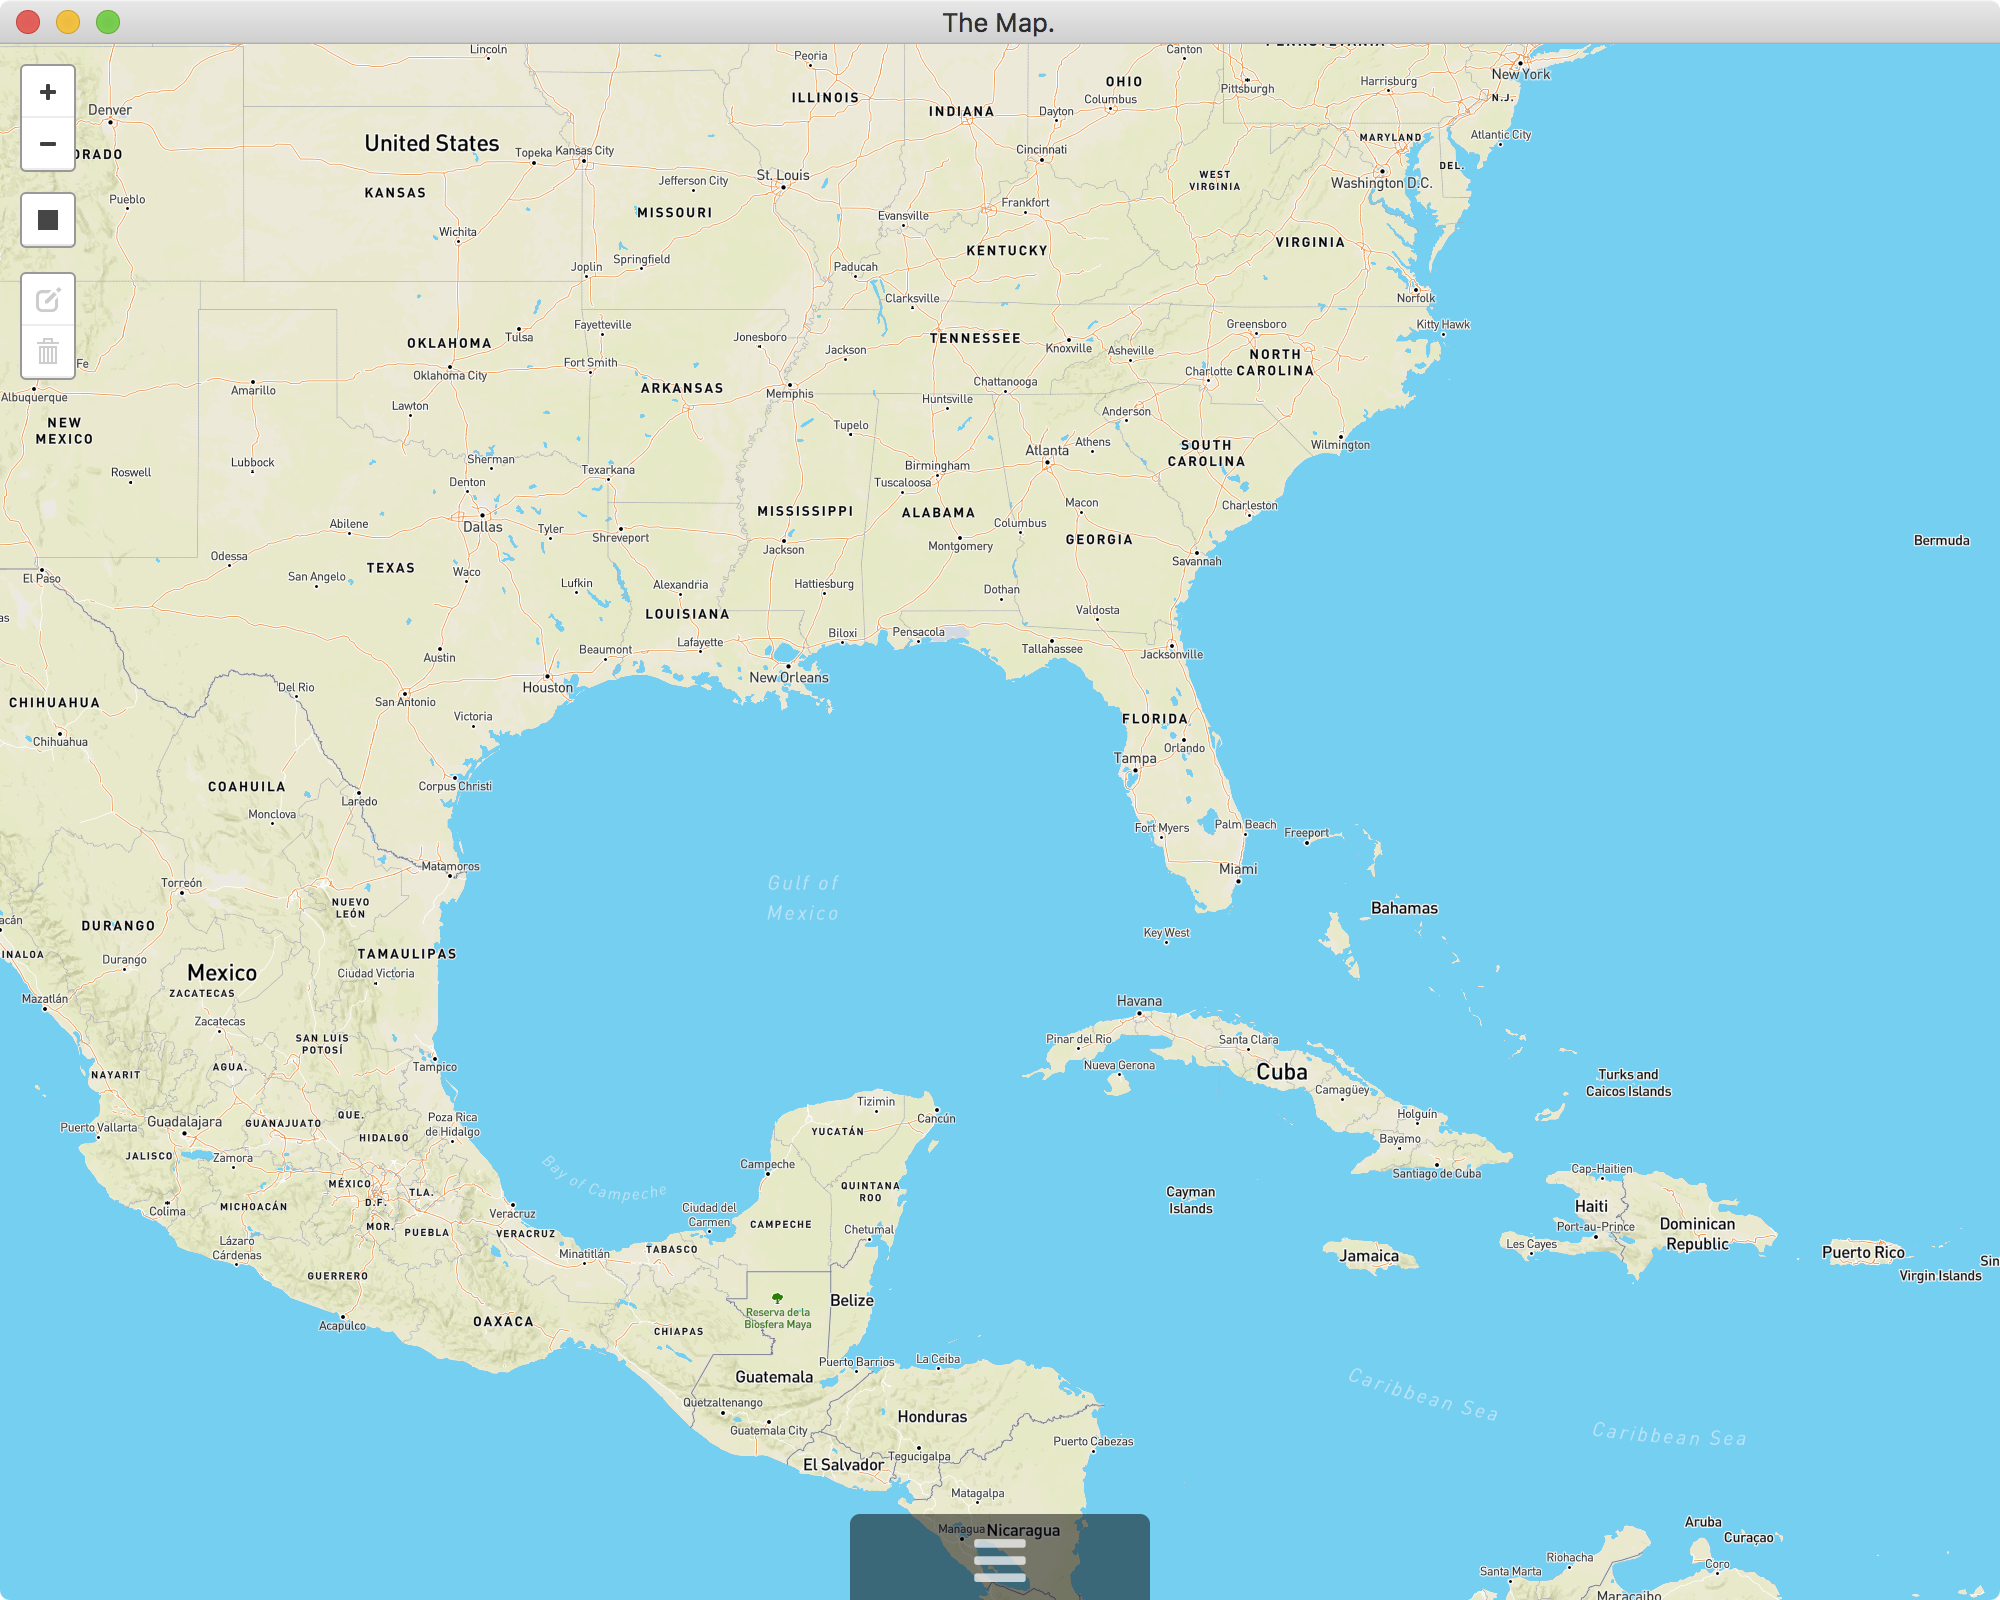 The Map.
PENNSYLVANIA
Lincoln
Peoria
Canton
New York
OHIO
Pittsburgh
Harrisburg
ILLINOIS
INDIANA
Columbus
N.J.
Denver
Dayton
Atlantic City
United States
MARYLAND
Topeka
Kansas City
Cincinnati
ORADO
DEL.
St. Louis
WEST
VIRGINIA
Washington D.C.
Jefferson City
KANSAS
Pueblo
MISSOURI
Evansville
Frankfort
Wichita
KENTUCKY
VIRGINIA
Springfield
Joplin
Paducah
Clarksville
Norfolk
Fayetteville
Greensboro
Kitty Hawk
OKLAHOMA
Tulsa
Jonesboro
TENNESSEE
Knoxville
Asheville
NORTH
CAROLINA
Jackson
Fe
Fort Smith
Oklahoma City
Charlotte
Chattanooga
ARKANSAS
Amarillo
Memphis
Albuquerque
Huntsville
Lawton
Anderson
NEW
MEXICO
Tupelo
Athens
Wilmington
Atlanta
SOUTH
CAROLINA
Sherman
Lubbock
Birmingham
Roswell
Texarkana
Denton
Tuscaloosa
Macon
Charleston
MISSISSIPPI
ALABAMA
Abilene
Dallas
Tyler
Columbus
Shreveport
Bermuda
GEORGIA
Jackson
Montgomery
Odessa
Savannah
TEXAS
Waco
El Paso
San Angelo
Lufkin
Alexandria
Hattiesburg
Dothan
as
LOUISIANA
Valdosta
Biloxi
Pensacola
Lafayette
Beaumont
Tallahassee
Jacksonville
Austin
New Orleans
Houston
Del Rio
San Antonio
CHIHUAHUA
Victoria
FLORIDA
Chihuahua
Orlando
Tampa
COAHUILA
Corpus Christi
Laredo
Monclova
Fort Myers
Palm Beach
Freeport
Matamoros
Miami
Torreón
Gulf of
Mexico
NUEVO
LEÓN
Bahamas
acán
DURANGO
Key West
INALOA
TAMAULIPAS
Durango
Mexico
Ciudad Victoria
ZACATECAS
Mazatlán
Havana
Zacatecas
SAN LUIS
POTOSÍ
Pinar del Rio
Santa Clara
AGUA.
Tampico
Nueva Gerona
Cuba
NAYARIT
Turks and
Caicos Islands
Camagüey
Tizimin
QUE.
Holguín
Cancún
Poza Rica
de Hidalgo
Guadalajara
GUANAJUATO
Puerto Vallarta
YUCATÁN
HIDALGO
Bayamo
JALISCO
Zamora
Campeche
Bay of Campeche
Santiago de Cuba
Cap-Haitien
MÉXICO
QUINTANA
ROO
TLA.
D.F.
Cayman
Islands
MICHOACÁN
Colima
Ciudad del
Carmen
Veracruz
Haiti
MOR.
PUEBLA
VERACRUZ
CAMPECHE
Chetumal
Port-au-Prince
Dominican
Republic
Lázaro
Cárdenas
Les Cayes
TABASCO
Minatitlán
Jamaica
Puerto Rico
Sin
GUERRERO
Virgin Islands
Belize
Reserva de la
Biosfera Maya
Acapulco
OAXACA
CHIAPAS
Puerto Barrios
La Ceiba
Guatemala
Caribbean Sea
Quetzaltenango
Honduras
Guatemala City
Caribbean Sea
Puerto Cabezas
Tegucigalpa
El Salvador
Matagalpa
Managua
Nicaragua
Aruba
Curaçao
Riohacha
Coro
Santa Marta
Maracaibo